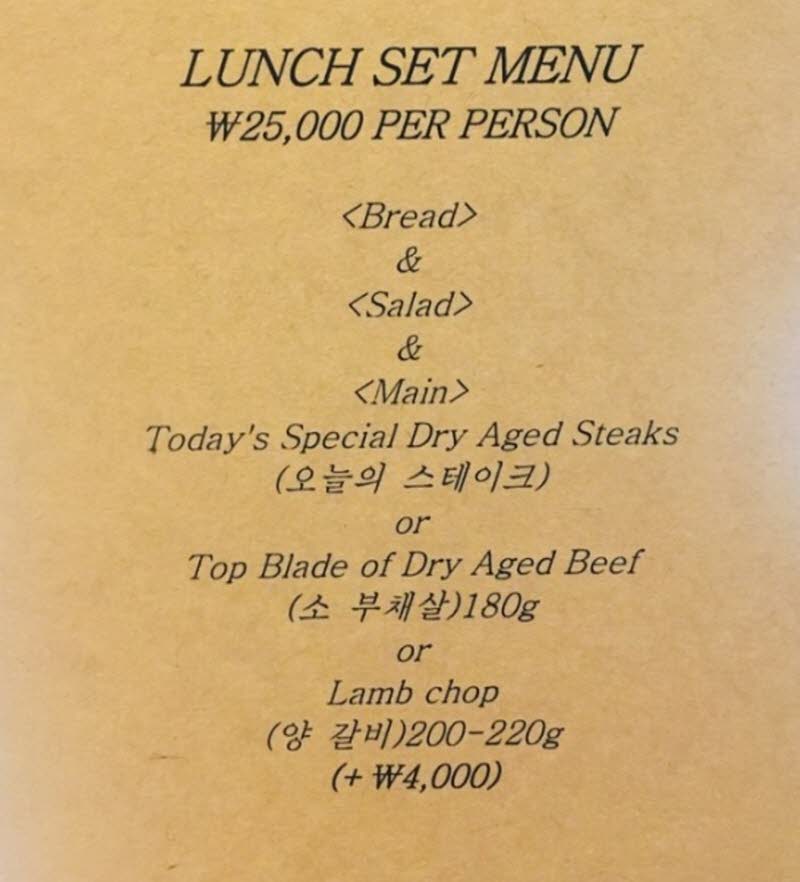 LUNCH SET MENU
₩25,000 PER PERSON
<Bread>
&
<Salad>
&
<Main>
Today's Special Dry Aged Steaks
(오늘의 스테이크)
or
Top Blade of Dry Aged Beef
(소 부채살)180g
or
Lamb chop
(양 갈비)200-220g
(+ ₩4,000)